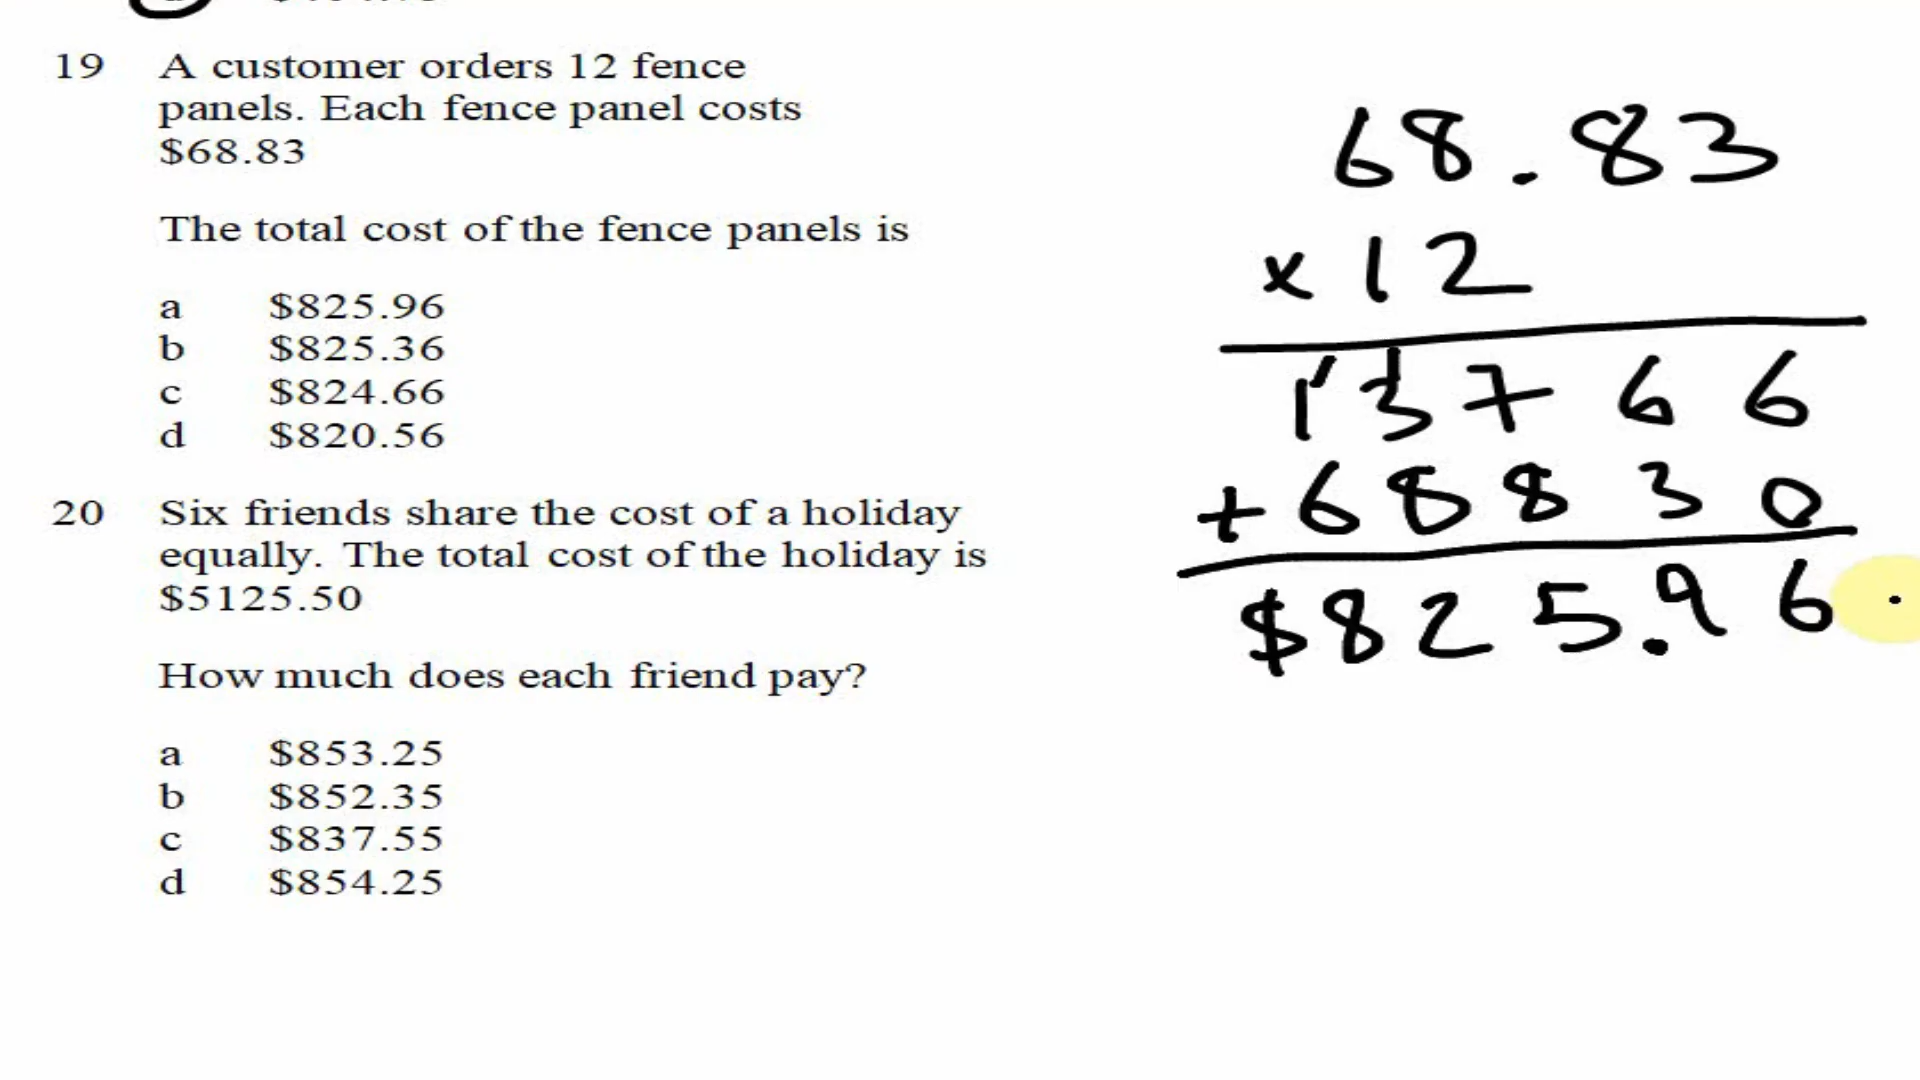 19 A customer orders 12 fence
panels. Each fence panel costs
$68.83
The total cost of the fence panels is
a $825.96
b $825.36
c $824.66
d $820.56
20 Six friends share the cost of a holiday
equally. The total cost of the holiday is
$5125.50
How much does each friend pay?
a $853.25
b $852.35
c $837.55
d $854.25
68.83
x 12
13766
+ 68830
$825.96